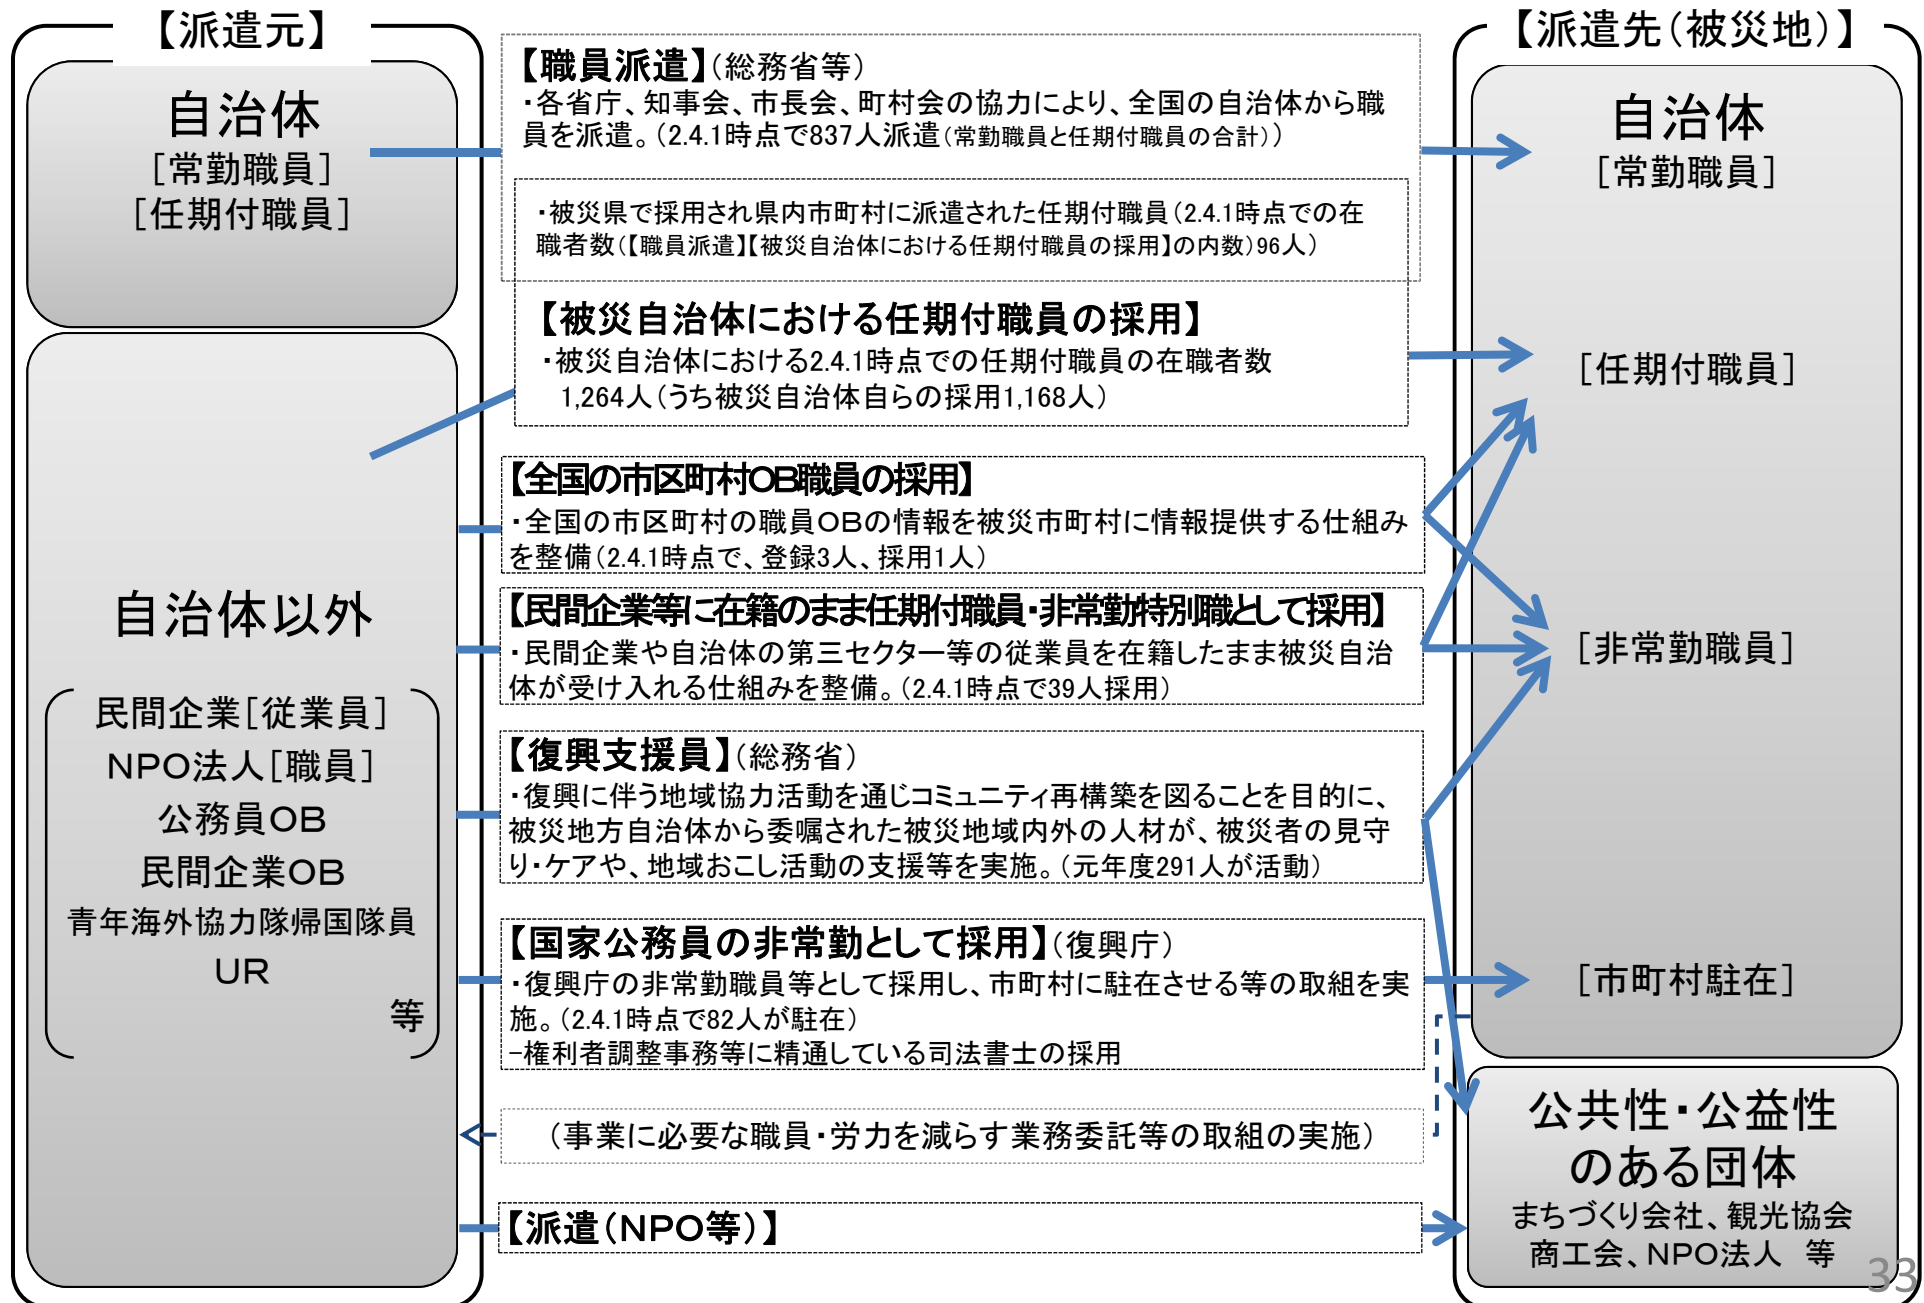 【派遣元】
自治体
［常勤職員］
［任期付職員］
自治体以外
民間企業［従業員］
NPO法人［職員］
公務員OB
民間企業OB
青年海外協力隊帰国隊員
UR
等
【職員派遣】（総務省等）
・各省庁、知事会、市長会、町村会の協力により、全国の自治体から職
員を派遣。（2.4.1時点で837人派遣（常勤職員と任期付職員の合計））
・被災県で採用され県内市町村に派遣された任期付職員（2.4.1時点での在
職者数（【職員派遣】【被災自治体における任期付職員の採用】の内数）96人）
【被災自治体における任期付職員の採用】
・被災自治体における2.4.1時点での任期付職員の在職者数
1,264人（うち被災自治体自らの採用1,168人）
【全国の市区町村OB職員の採用】
・全国の市区町村の職員OBの情報を被災市町村に情報提供する仕組み
を整備（2.4.1時点で、登録3人、採用1人）
【民間企業等に在籍のまま任期付職員・非常勤特別職として採用】
・民間企業や自治体の第三セクター等の従業員を在籍したまま被災自治
体が受け入れる仕組みを整備。（2.4.1時点で39人採用）
【復興支援員】（総務省）
・復興に伴う地域協力活動を通じコミュニティ再構築を図ることを目的に、
被災地方自治体から委嘱された被災地域内外の人材が、被災者の見守
り・ケアや、地域おこし活動の支援等を実施。（元年度291人が活動）
【国家公務員の非常勤として採用】（復興庁）
・復興庁の非常勤職員等として採用し、市町村に駐在させる等の取組を実
施。（2.4.1時点で82人が駐在）
−権利者調整事務等に精通している司法書士の採用
（事業に必要な職員・労力を減らす業務委託等の取組の実施）
【派遣（NPO等）】
【派遣先（被災地）】
自治体
［常勤職員］
［任期付職員］
［非常勤職員］
［市町村駐在］
公共性・公益性
のある団体
まちづくり会社、観光協会
商工会、NPO法人　等
33